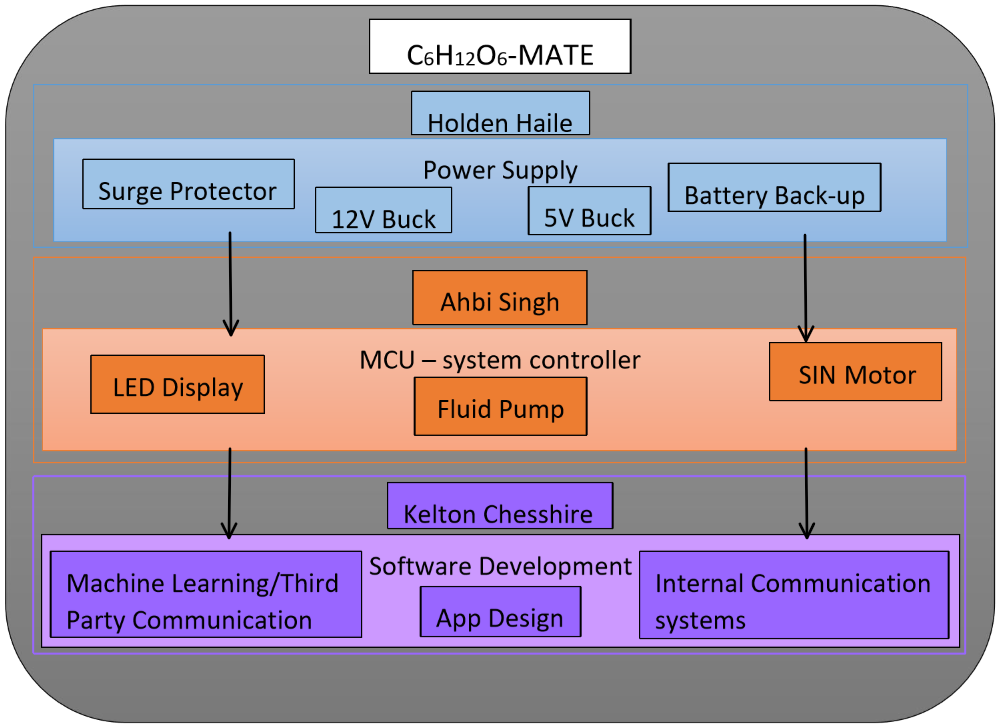 C₆H₁₂O₆-MATE
Holden Haile
Power Supply
Surge Protector
12V Buck
5V Buck
Battery Back-up
Ahbi Singh
MCU – system controller
LED Display
Fluid Pump
SIN Motor
Kelton Chesshire
Software Development
Machine Learning/Third
Party Communication
App Design
Internal Communication
systems